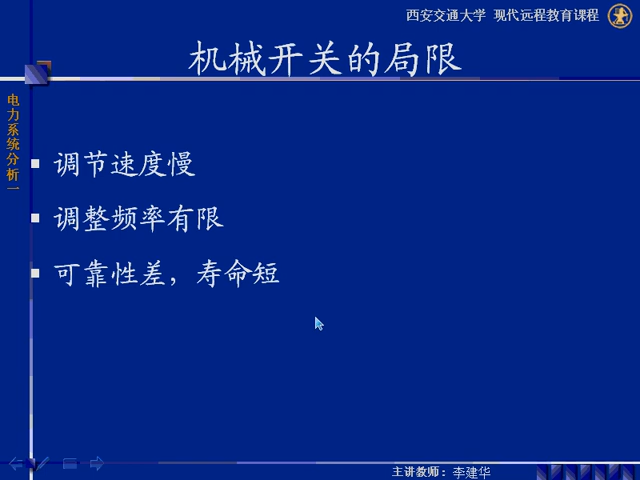 西安交通大学 现代远程教育课程
机械开关的局限
电力系统分析一
调节速度慢
调整频率有限
可靠性差，寿命短
主讲教师：李建华